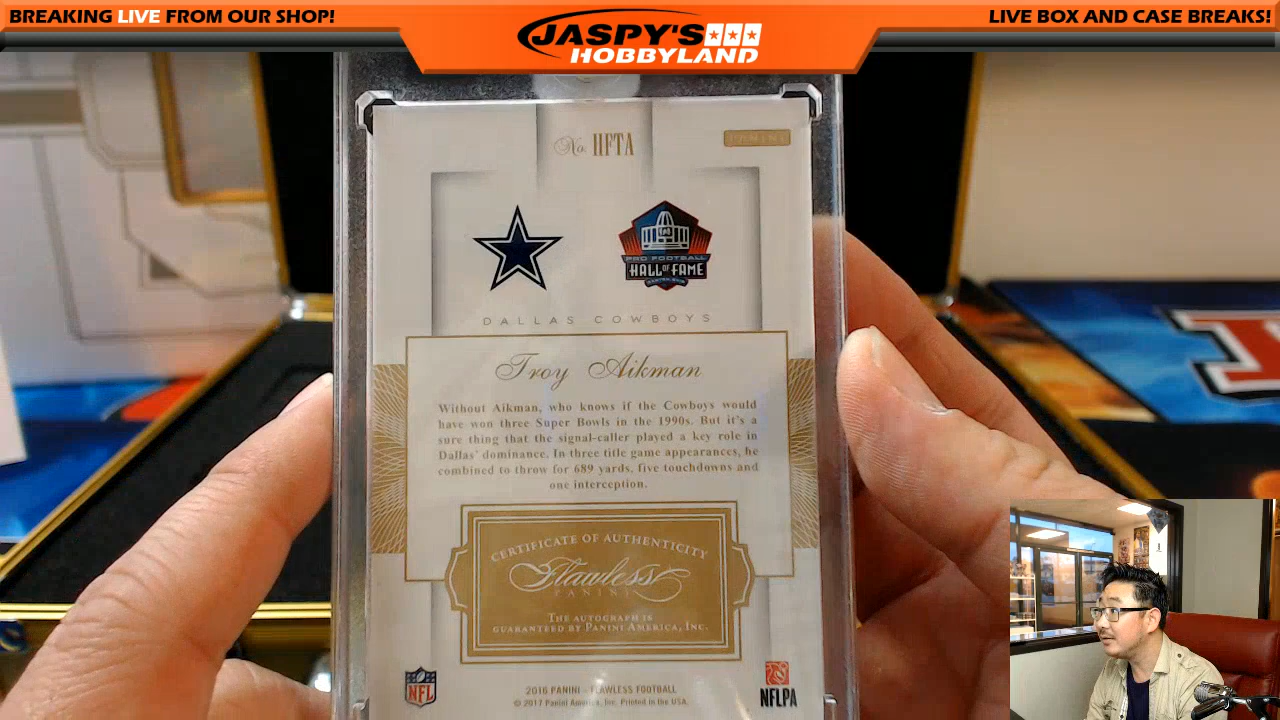 BREAKING LIVE FROM OUR SHOP!
JASPY'S
HOBBYLAND
LIVE BOX AND CASE BREAKS!
No. HFTA
PANINI
PRO FOOTBALL
HALL OF FAME
DALLAS COWBOYS
Troy Aikman
Without Aikman, who knows if the Cowboys would
have won three Super Bowls in the 1990s. But it's a
sure thing that the signal-caller played a key role in
Dallas' dominance. In three title game appearances, he
combined to throw for 689 yards, five touchdowns and
one interception.
CERTIFICATE OF AUTHENTICITY
Flawless
PANINI
THE AUTOGRAPH IS
GUARANTEED BY PANINI AMERICA, INC.
NFL
2016 PANINI - FLAWLESS FOOTBALL
© 2017 Panini America, Inc. Printed in the USA.
NFLPA